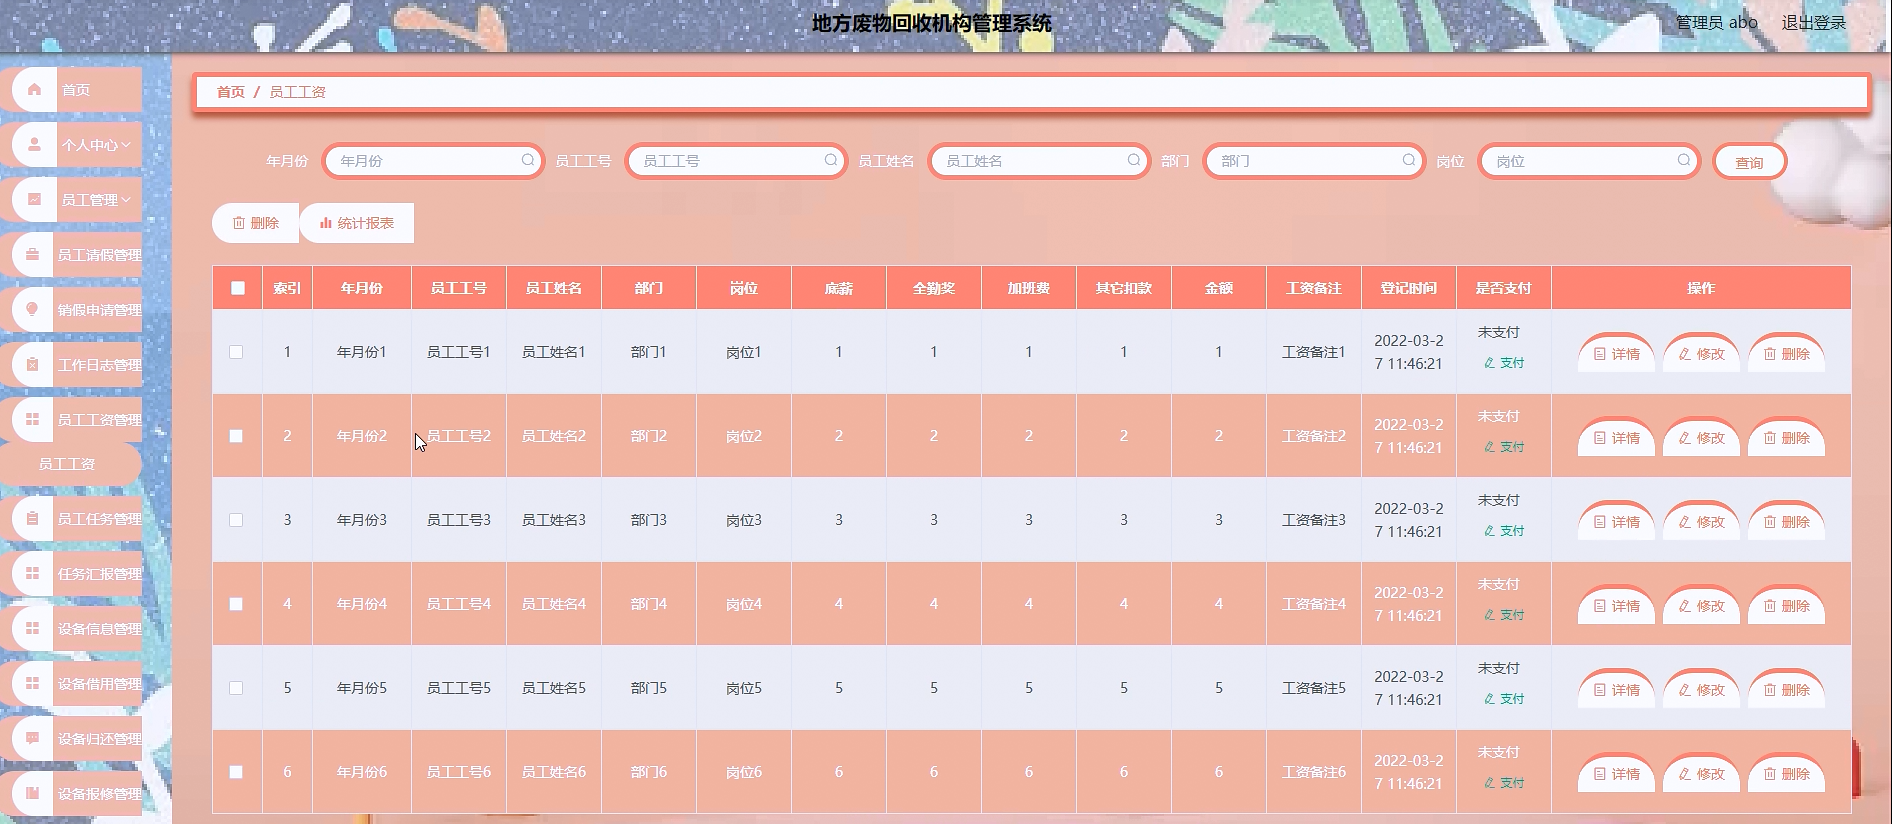 地方废物回收机构管理系统
管理员 abo 退出登录
首页
个人中心
员工管理
员工请假管理
销假申请管理
工作日志管理
员工工资管理
员工工资
员工任务管理
任务汇报管理
设备信息管理
设备借用管理
设备归还管理
设备报修管理
首页 / 员工工资
年月份 年月份 员工工号 员工工号 员工姓名 员工姓名 部门 部门 岗位 岗位 查询
删除 统计报表
索引 年月份 员工工号 员工姓名 部门 岗位 底薪 全勤奖 加班费 其它扣款 金额 工资备注 登记时间 是否支付 操作
1 年月份1 员工工号1 员工姓名1 部门1 岗位1 1 1 1 1 1 工资备注1 2022-03-2 未支付 详情 修改 删除
7 11:46:21 支付
2 年月份2 员工工号2 员工姓名2 部门2 岗位2 2 2 2 2 2 工资备注2 2022-03-2 未支付 详情 修改 删除
7 11:46:21 支付
3 年月份3 员工工号3 员工姓名3 部门3 岗位3 3 3 3 3 3 工资备注3 2022-03-2 未支付 详情 修改 删除
7 11:46:21 支付
4 年月份4 员工工号4 员工姓名4 部门4 岗位4 4 4 4 4 4 工资备注4 2022-03-2 未支付 详情 修改 删除
7 11:46:21 支付
5 年月份5 员工工号5 员工姓名5 部门5 岗位5 5 5 5 5 5 工资备注5 2022-03-2 未支付 详情 修改 删除
7 11:46:21 支付
6 年月份6 员工工号6 员工姓名6 部门6 岗位6 6 6 6 6 6 工资备注6 2022-03-2 未支付 详情 修改 删除
7 11:46:21 支付